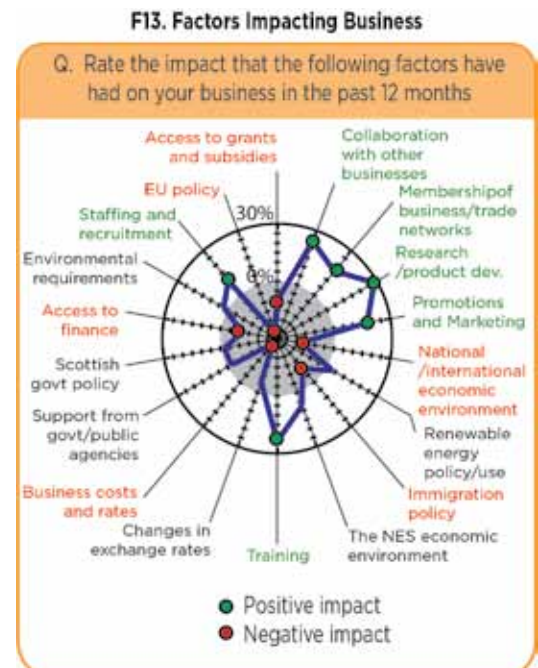 F13. Factors Impacting Business
Q. Rate the impact that the following factors have
had on your business in the past 12 months
Access to grants
and subsidies
Collaboration
with other
businesses
EU policy
Membershipof
business/trade
networks
Staffing and
recruitment
30%
Research
/product dev.
Environmental
requirements
0%
Promotions
and Marketing
Access to
finance
National
/international
economic
environment
Scottish
govt policy
Renewable
energy
policy/use
Support from
govt/public
agencies
Immigration
policy
Business costs
and rates
The NES economic
environment
Changes in
exchange rates
Training
Positive impact
Negative impact